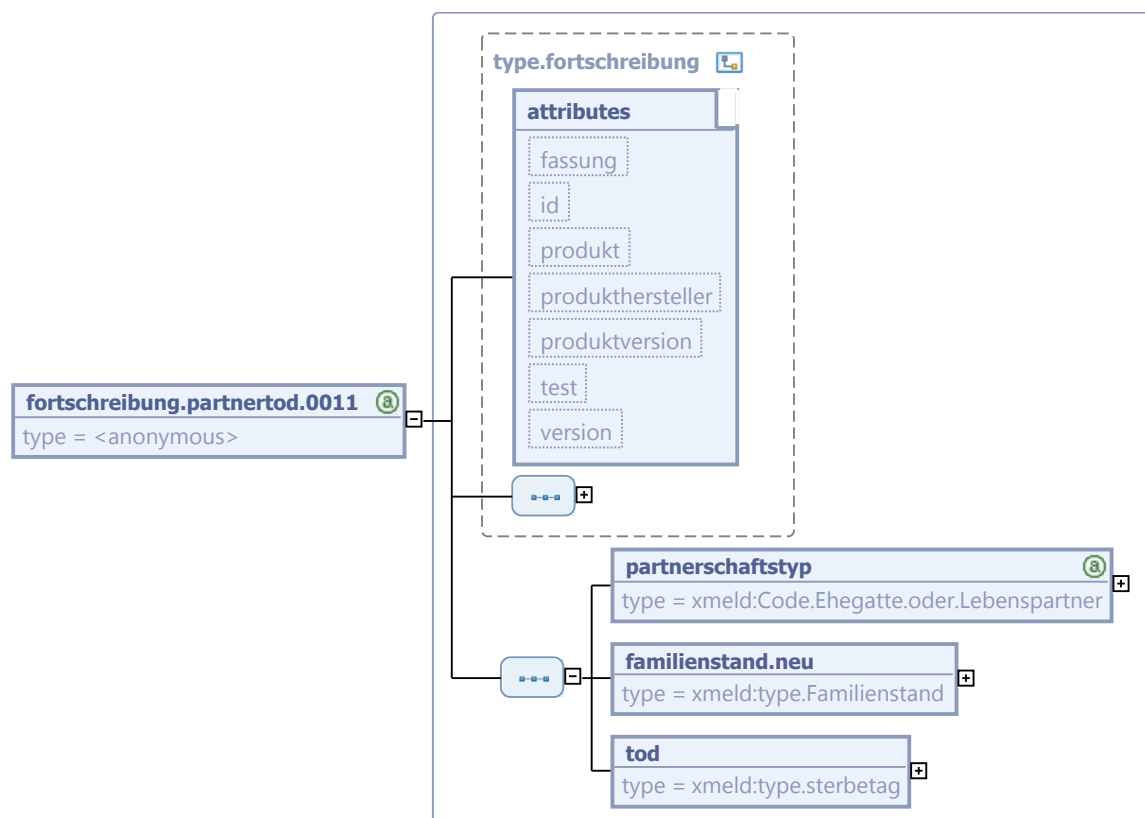 type.fortschreibung
attributes
fassung
id
produkt
produkthersteller
produktversion
test
version
fortschreibung.partnertod.0011
type = <anonymous>
partnerschaftstyp
type = xmeld:Code.Ehegatte.oder.Lebenspartner
familienstand.neu
type = xmeld:type.Familienstand
tod
type = xmeld:type.sterbetag